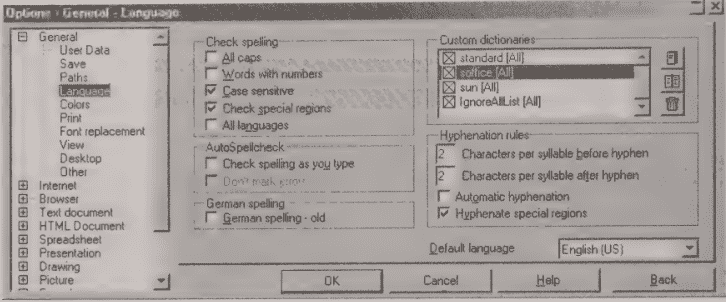 Options - General - Language
General
User Data
Save
Paths
Language
Colors
Print
Font replacement
View
Desktop
Other
Internet
Browser
Text document
HTML Document
Spreadsheet
Presentation
Drawing
Picture
Check spelling
All caps
Words with numbers
Case sensitive
Check special regions
All languages
AutoSpellcheck
Check spelling as you type
Don't mark errors
German spelling
German spelling - old
Custom dictionaries
standard [All]
soffice [All]
sun [All]
IgnoreAllList [All]
Hyphenation rules
2 Characters per syllable before hyphen
2 Characters per syllable after hyphen
Automatic hyphenation
Hyphenate special regions
Default language English (US)
OK Cancel Help Back